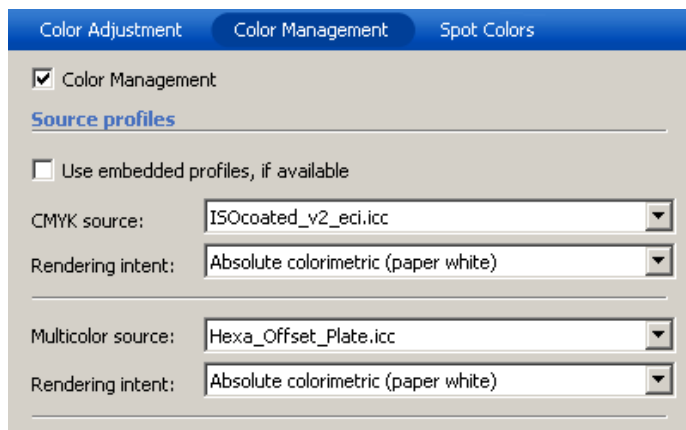 Color Adjustment Color Management Spot Colors
Color Management
Source profiles
Use embedded profiles, if available
CMYK source: ISOcoated_v2_eci.icc
Rendering intent: Absolute colorimetric (paper white)
Multicolor source: Hexa_Offset_Plate.icc
Rendering intent: Absolute colorimetric (paper white)